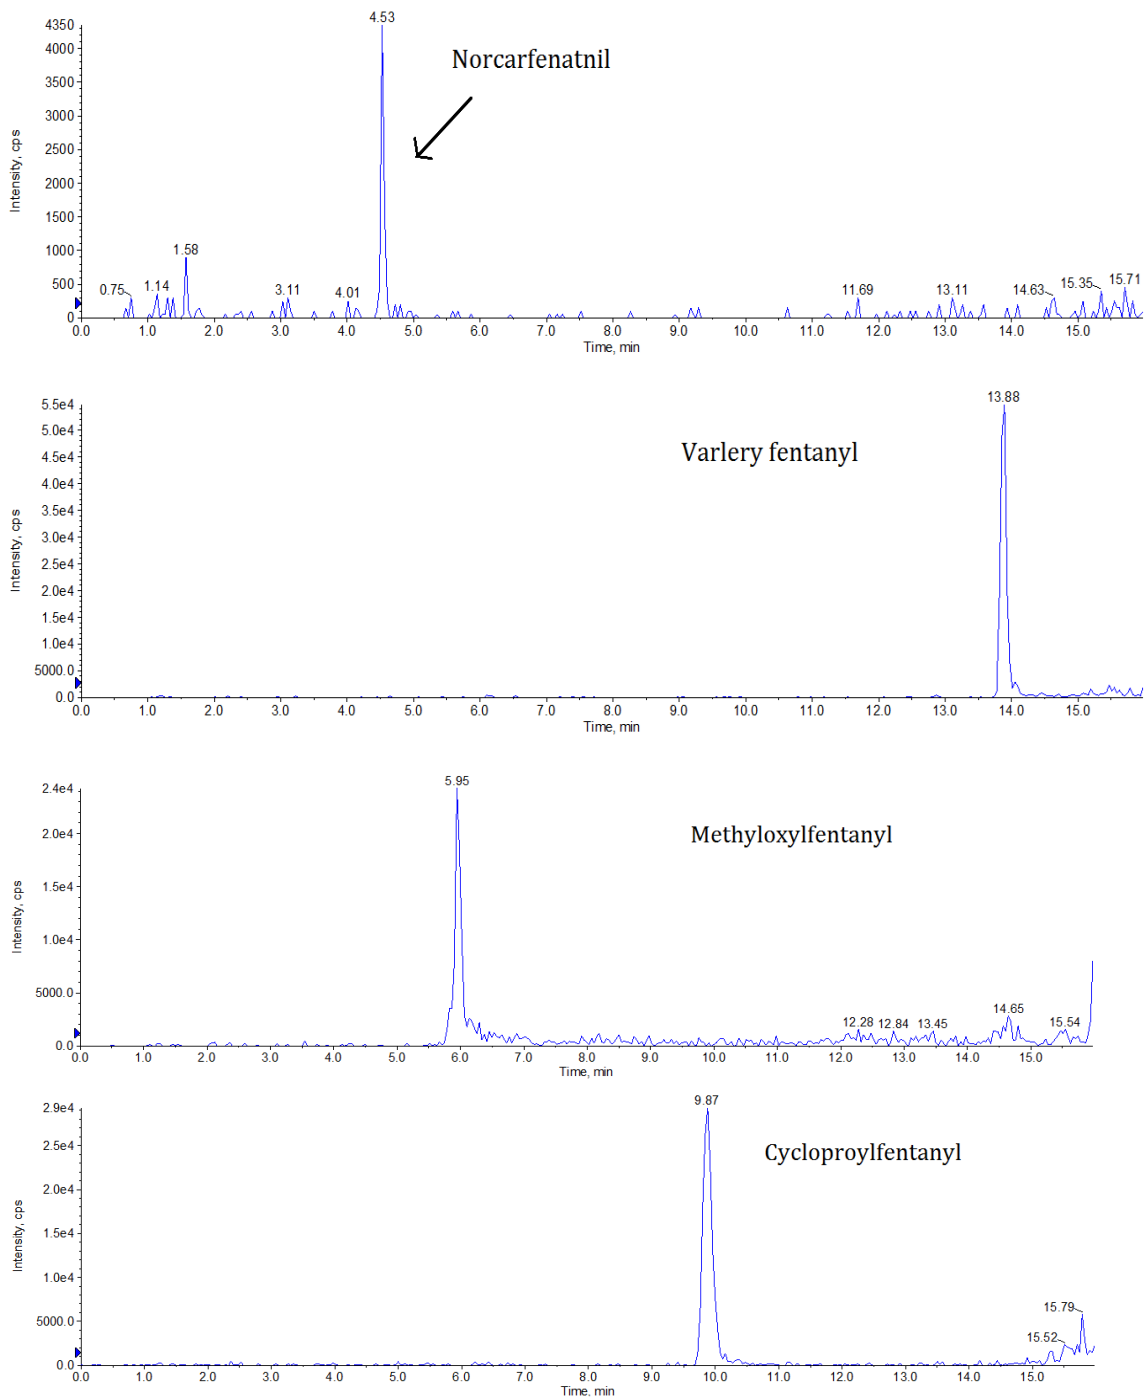 4.53
4350
4000
3500
3000
2500
2000
1500
1000
500
0
Intensity, cps
Norcarfenatnil
0.75
1.14
1.58
3.11
4.01
11.69
13.11
14.63
15.35
15.71
0.0 1.0 2.0 3.0 4.0 5.0 6.0 7.0 8.0 9.0 10.0 11.0 12.0 13.0 14.0 15.0
Time, min
13.88
5.5e4
5.0e4
4.5e4
4.0e4
3.5e4
3.0e4
2.5e4
2.0e4
1.5e4
1.0e4
5000.0
0.0
Intensity, cps
Varlery fentanyl
0.0 1.0 2.0 3.0 4.0 5.0 6.0 7.0 8.0 9.0 10.0 11.0 12.0 13.0 14.0 15.0
Time, min
5.95
2.4e4
2.0e4
1.5e4
1.0e4
5000.0
0.0
Intensity, cps
Methyloxylfentanyl
12.28 12.84 13.45
14.65
15.54
0.0 1.0 2.0 3.0 4.0 5.0 6.0 7.0 8.0 9.0 10.0 11.0 12.0 13.0 14.0 15.0
Time, min
9.87
2.9e4
2.5e4
2.0e4
1.5e4
1.0e4
5000.0
0.0
Intensity, cps
Cycloproylfentanyl
15.79
15.52
0.0 1.0 2.0 3.0 4.0 5.0 6.0 7.0 8.0 9.0 10.0 11.0 12.0 13.0 14.0 15.0
Time, min